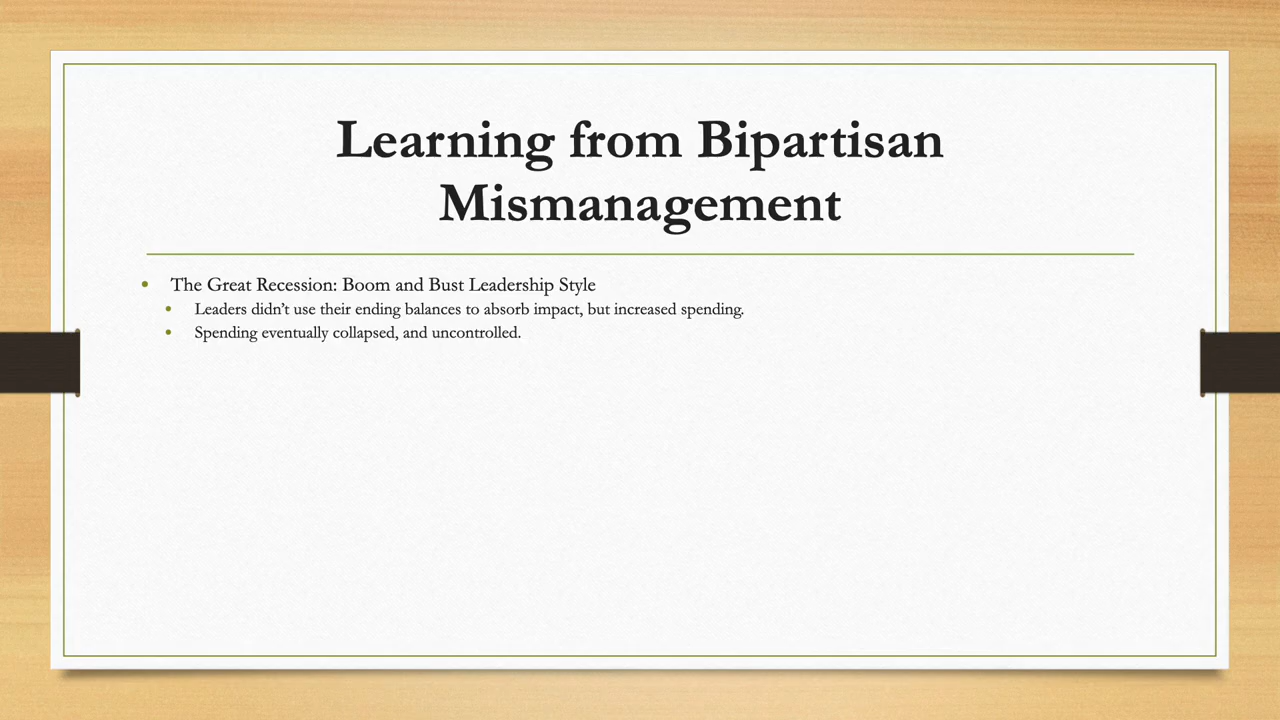 Learning from Bipartisan
Mismanagement
• The Great Recession: Boom and Bust Leadership Style
• Leaders didn’t use their ending balances to absorb impact, but increased spending.
• Spending eventually collapsed, and uncontrolled.